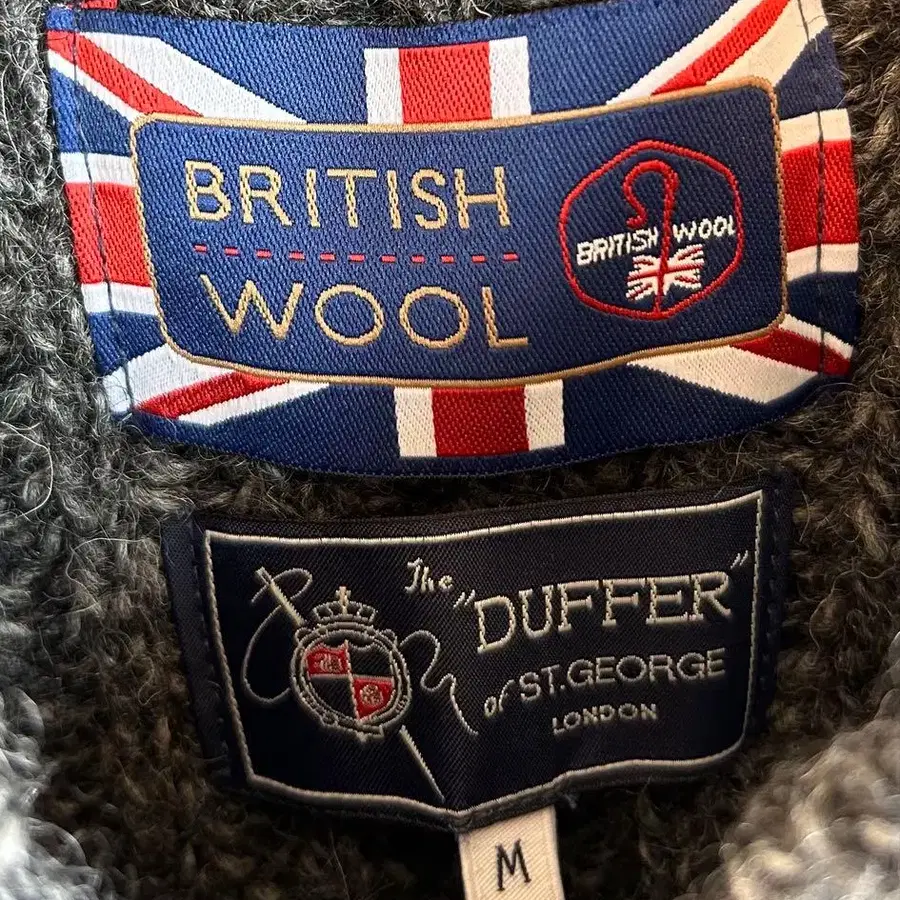 BRITISH
WOOL
BRITISH WOOL
The "DUFFER"
of ST.GEORGE
LONDON
M